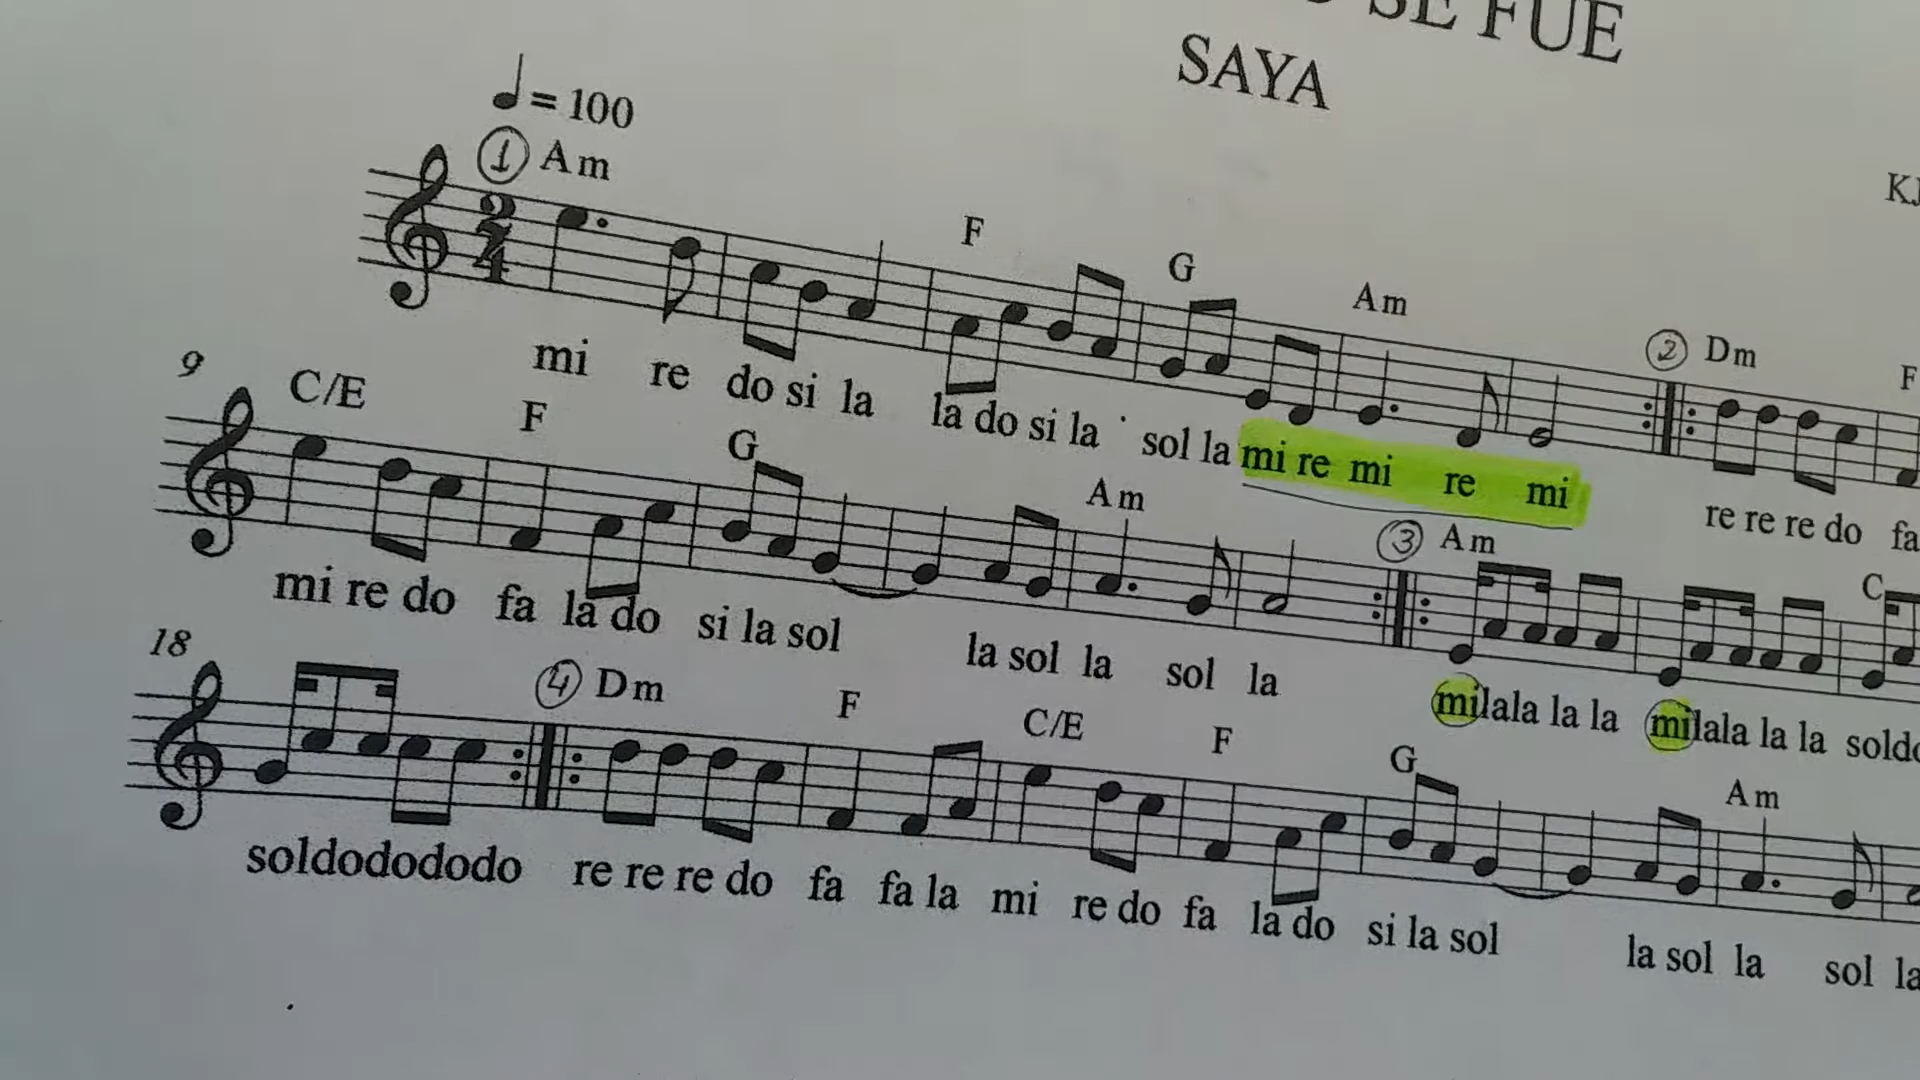 SE FUE
SAYA
KJ
= 100
1 Am F G Am 2 Dm F
2/4
mi re do si la la do si la sol la mi re mi re mi re re re do fa
9 C/E F G Am 3 Am C
mi re do fa la do si la sol la sol la sol la milala la la milala la la soldo
18 4 Dm F C/E F G Am
soldodododo re re re do fa fa la mi re do fa la do si la sol la sol la sol la